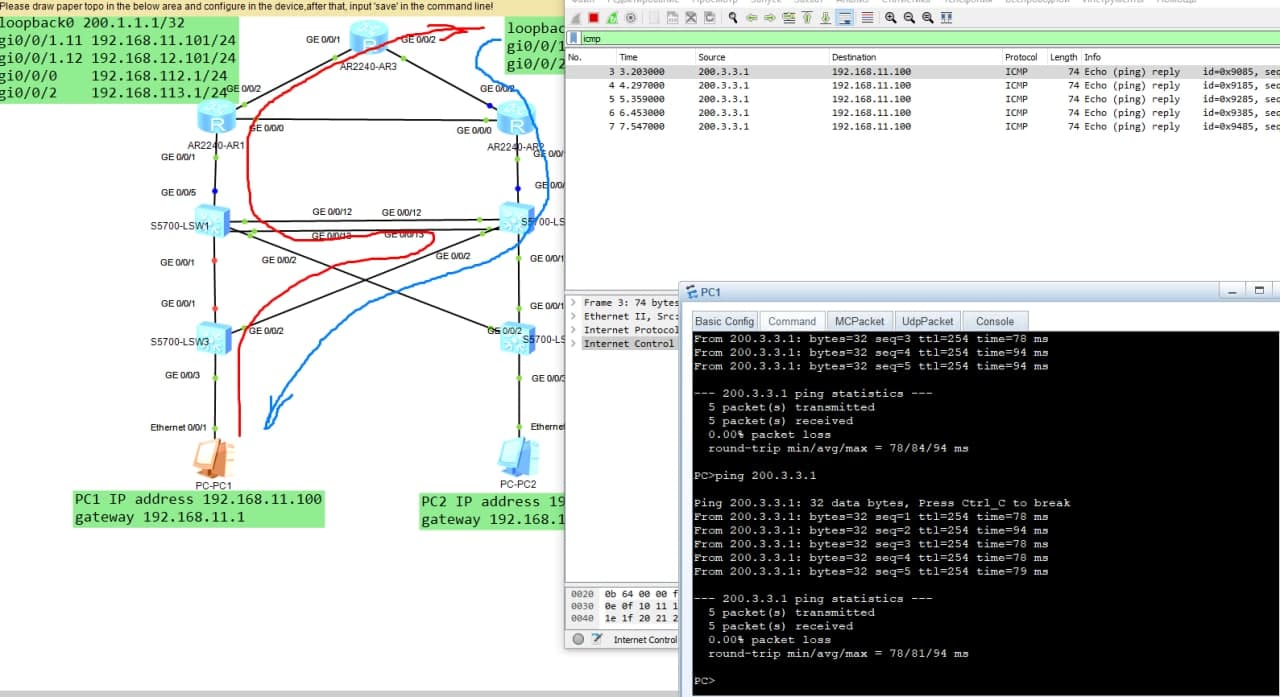 Please draw paper topo in the below area and configure in the device,after that, input 'save' in the command line!
loopback0 200.1.1.1/32
gi0/0/1.11 192.168.11.101/24
gi0/0/1.12 192.168.12.101/24
gi0/0/0 192.168.112.1/24
gi0/0/2 192.168.113.1/24
loopbac
gi0/0/1
gi0/0/2
GE 0/0/1
GE 0/0/2
AR2240-AR3
GE 0/0/2
GE 0/0/2
GE 0/0/0
GE 0/0/0
AR2240-AR1
AR2240-AR2
GE 0/0/1
GE 0/0/
GE 0/0/5
GE 0/0/
GE 0/0/12
GE 0/0/12
S5700-LSW1
S5700-LS
GE 0/0/13
GE 0/0/13
GE 0/0/1
GE 0/0/2
GE 0/0/2
GE 0/0/1
GE 0/0/1
GE 0/0/1
S5700-LSW3
GE 0/0/2
GE 0/0/2
S5700-LS
GE 0/0/3
GE 0/0/3
Ethernet 0/0/1
Etherne
PC-PC1
PC-PC2
PC1 IP address 192.168.11.100
gateway 192.168.11.1
PC2 IP address 19
gateway 192.168.1
icmp
No. Time Source Destination Protocol Length Info
3 3.203000 200.3.3.1 192.168.11.100 ICMP 74 Echo (ping) reply id=0x9085, seq
4 4.297000 200.3.3.1 192.168.11.100 ICMP 74 Echo (ping) reply id=0x9185, seq
5 5.359000 200.3.3.1 192.168.11.100 ICMP 74 Echo (ping) reply id=0x9285, seq
6 6.453000 200.3.3.1 192.168.11.100 ICMP 74 Echo (ping) reply id=0x9385, seq
7 7.547000 200.3.3.1 192.168.11.100 ICMP 74 Echo (ping) reply id=0x9485, seq
Frame 3: 74 bytes
Ethernet II, Src:
Internet Protocol
Internet Control
0020 0b 64 00 00 f
0030 0e 0f 10 11 1
0040 1e 1f 20 21 2
Internet Control
PC1
Basic Config Command MCPacket UdpPacket Console
From 200.3.3.1: bytes=32 seq=3 ttl=254 time=78 ms
From 200.3.3.1: bytes=32 seq=4 ttl=254 time=94 ms
From 200.3.3.1: bytes=32 seq=5 ttl=254 time=94 ms
--- 200.3.3.1 ping statistics ---
5 packet(s) transmitted
5 packet(s) received
0.00% packet loss
round-trip min/avg/max = 78/84/94 ms
PC>ping 200.3.3.1
Ping 200.3.3.1: 32 data bytes, Press Ctrl_C to break
From 200.3.3.1: bytes=32 seq=1 ttl=254 time=78 ms
From 200.3.3.1: bytes=32 seq=2 ttl=254 time=94 ms
From 200.3.3.1: bytes=32 seq=3 ttl=254 time=78 ms
From 200.3.3.1: bytes=32 seq=4 ttl=254 time=78 ms
From 200.3.3.1: bytes=32 seq=5 ttl=254 time=79 ms
--- 200.3.3.1 ping statistics ---
5 packet(s) transmitted
5 packet(s) received
0.00% packet loss
round-trip min/avg/max = 78/81/94 ms
PC>